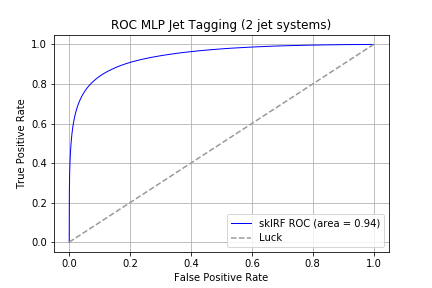 ROC MLP Jet Tagging (2 jet systems)
1.0
0.8
0.6
0.4
0.2
0.0
True Positive Rate
skIRF ROC (area = 0.94)
Luck
0.0 0.2 0.4 0.6 0.8 1.0
False Positive Rate